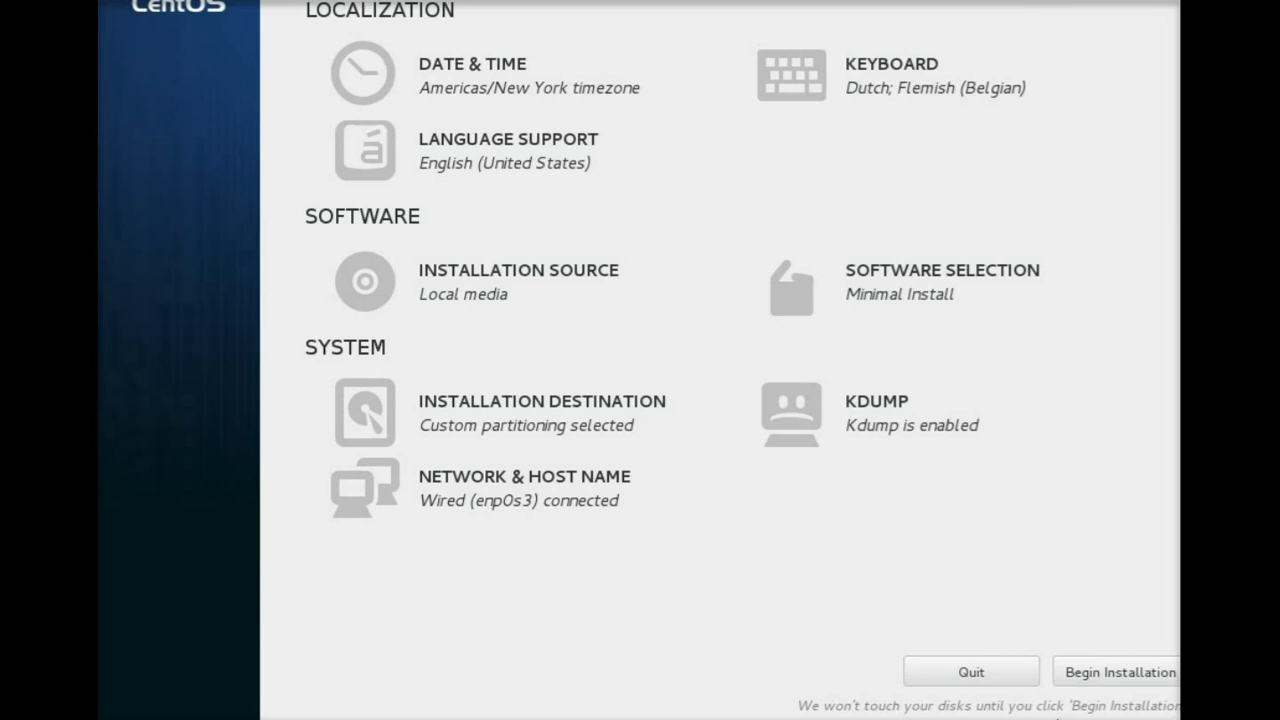 CentOS
LOCALIZATION
DATE & TIME
Americas/New York timezone
KEYBOARD
Dutch; Flemish (Belgian)
LANGUAGE SUPPORT
English (United States)
SOFTWARE
INSTALLATION SOURCE
Local media
SOFTWARE SELECTION
Minimal Install
SYSTEM
INSTALLATION DESTINATION
Custom partitioning selected
KDUMP
Kdump is enabled
NETWORK & HOST NAME
Wired (enp0s3) connected
Quit
Begin Installation
We won't touch your disks until you click 'Begin Installation